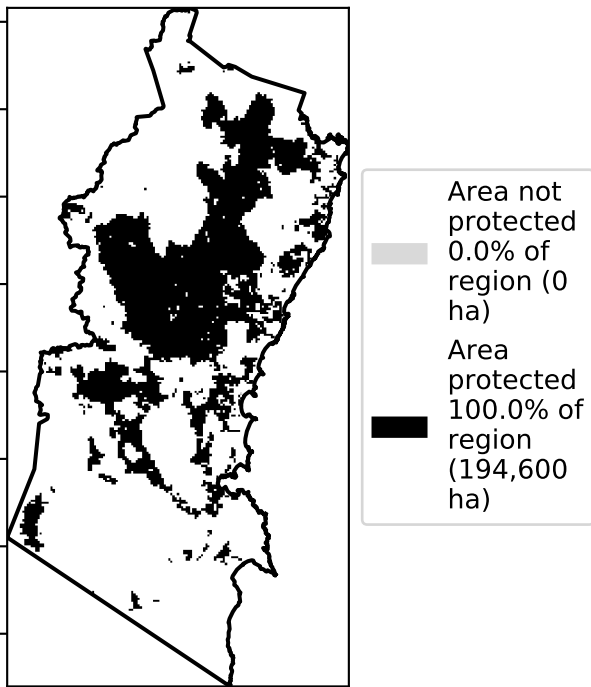 Area not
protected
0.0% of
region (0
ha)
Area
protected
100.0% of
region
(194,600
ha)